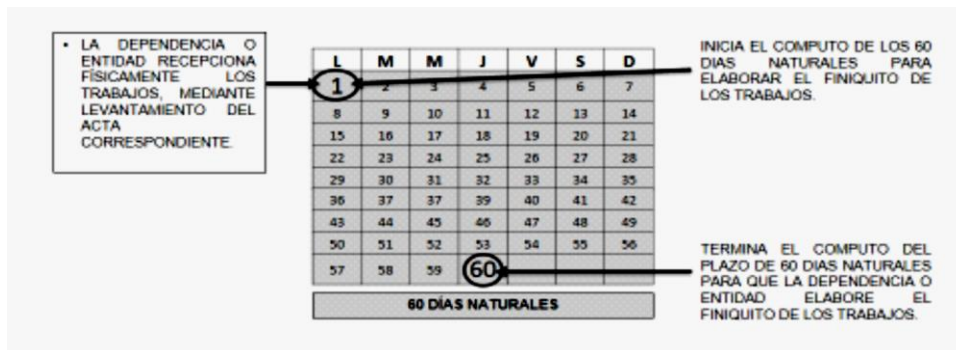 • LA DEPENDENCIA O
ENTIDAD RECEPCIONA
FÍSICAMENTE LOS
TRABAJOS, MEDIANTE
LEVANTAMIENTO DEL
ACTA
CORRESPONDIENTE.
L M M J V S D
1 2 3 4 5 6 7
8 9 10 11 12 13 14
15 16 17 18 19 20 21
22 23 24 25 26 27 28
29 30 31 32 33 34 35
36 37 37 39 40 41 42
43 44 45 46 47 48 49
50 51 52 53 54 55 56
57 58 59 60
60 DÍAS NATURALES
INICIA EL COMPUTO DE LOS 60
DIAS NATURALES PARA
ELABORAR EL FINIQUITO DE
LOS TRABAJOS.
TERMINA EL COMPUTO DEL
PLAZO DE 60 DIAS NATURALES
PARA QUE LA DEPENDENCIA O
ENTIDAD ELABORE EL
FINIQUITO DE LOS TRABAJOS.